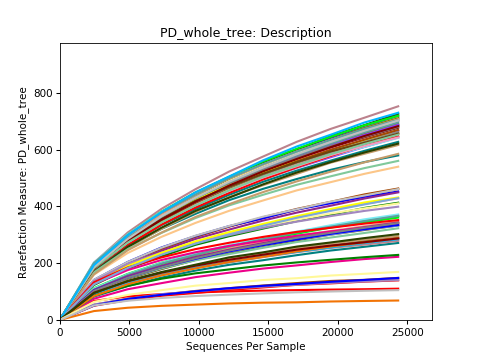 PD_whole_tree: Description
Rarefaction Measure: PD_whole_tree
800
600
400
200
0
0 5000 10000 15000 20000 25000
Sequences Per Sample